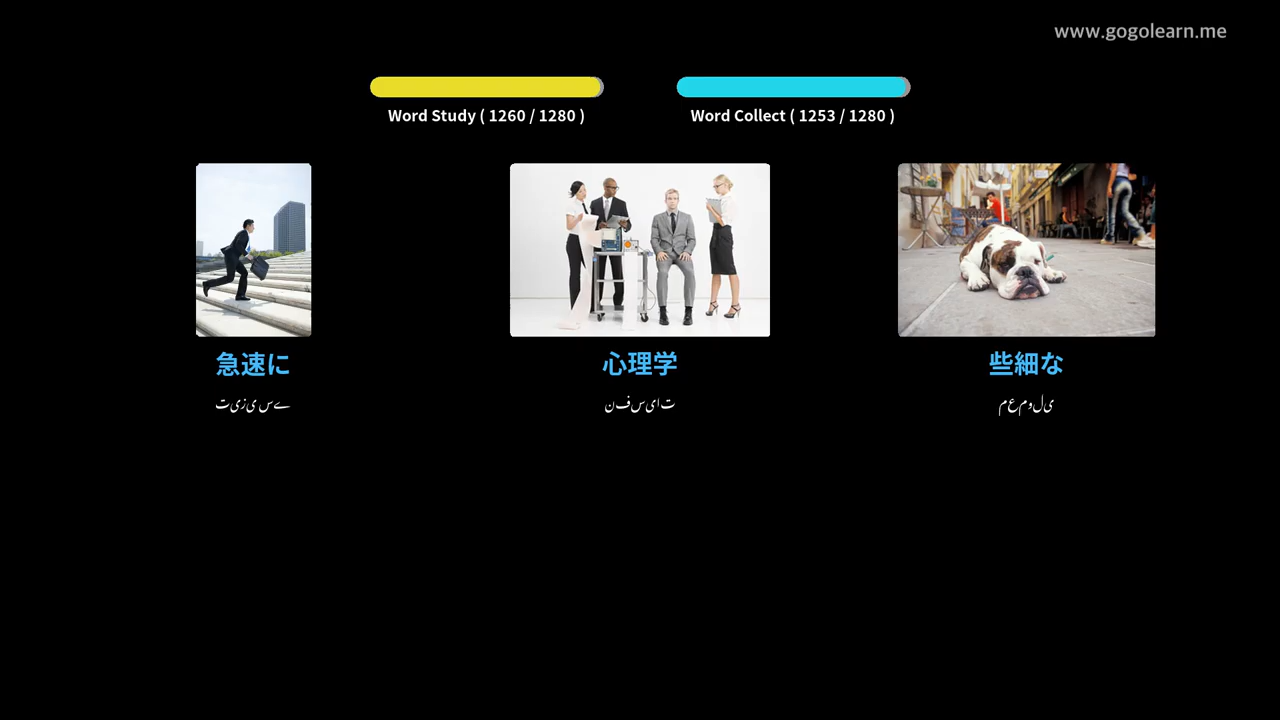 www.gogolearn.me
Word Study ( 1260 / 1280 )
Word Collect ( 1253 / 1280 )
急速に
心理学
些細な
تیزی سے
نفسیات
معمولی